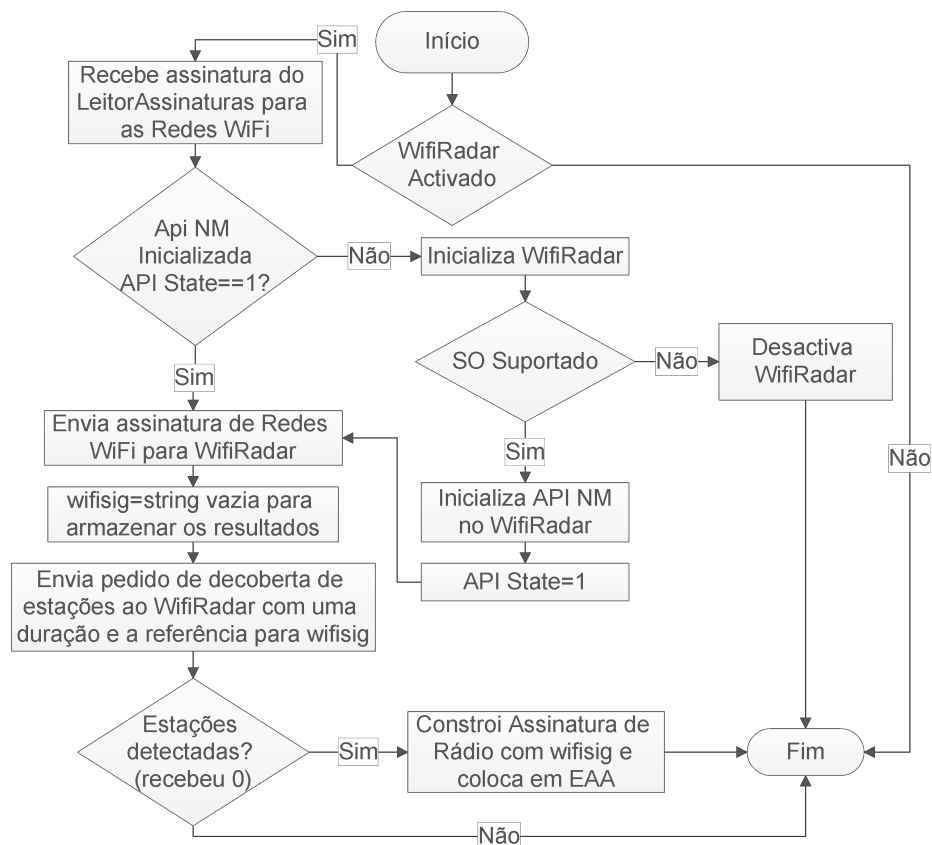 Início
WifiRadar
Activado
Sim
Não
Recebe assinatura do
LeitorAssinaturas para
as Redes WiFi
Api NM
Inicializada
API State==1?
Não
Inicializa WifiRadar
SO Suportado
Não
Desactiva
WifiRadar
Sim
Inicializa API NM
no WifiRadar
API State=1
Sim
Envia assinatura de Redes
WiFi para WifiRadar
wifisig=string vazia para
armazenar os resultados
Envia pedido de decoberta de
estações ao WifiRadar com uma
duração e a referência para wifisig
Estações
detectadas?
(recebeu 0)
Sim
Constroi Assinatura de
Rádio com wifisig e
coloca em EAA
Não
Fim